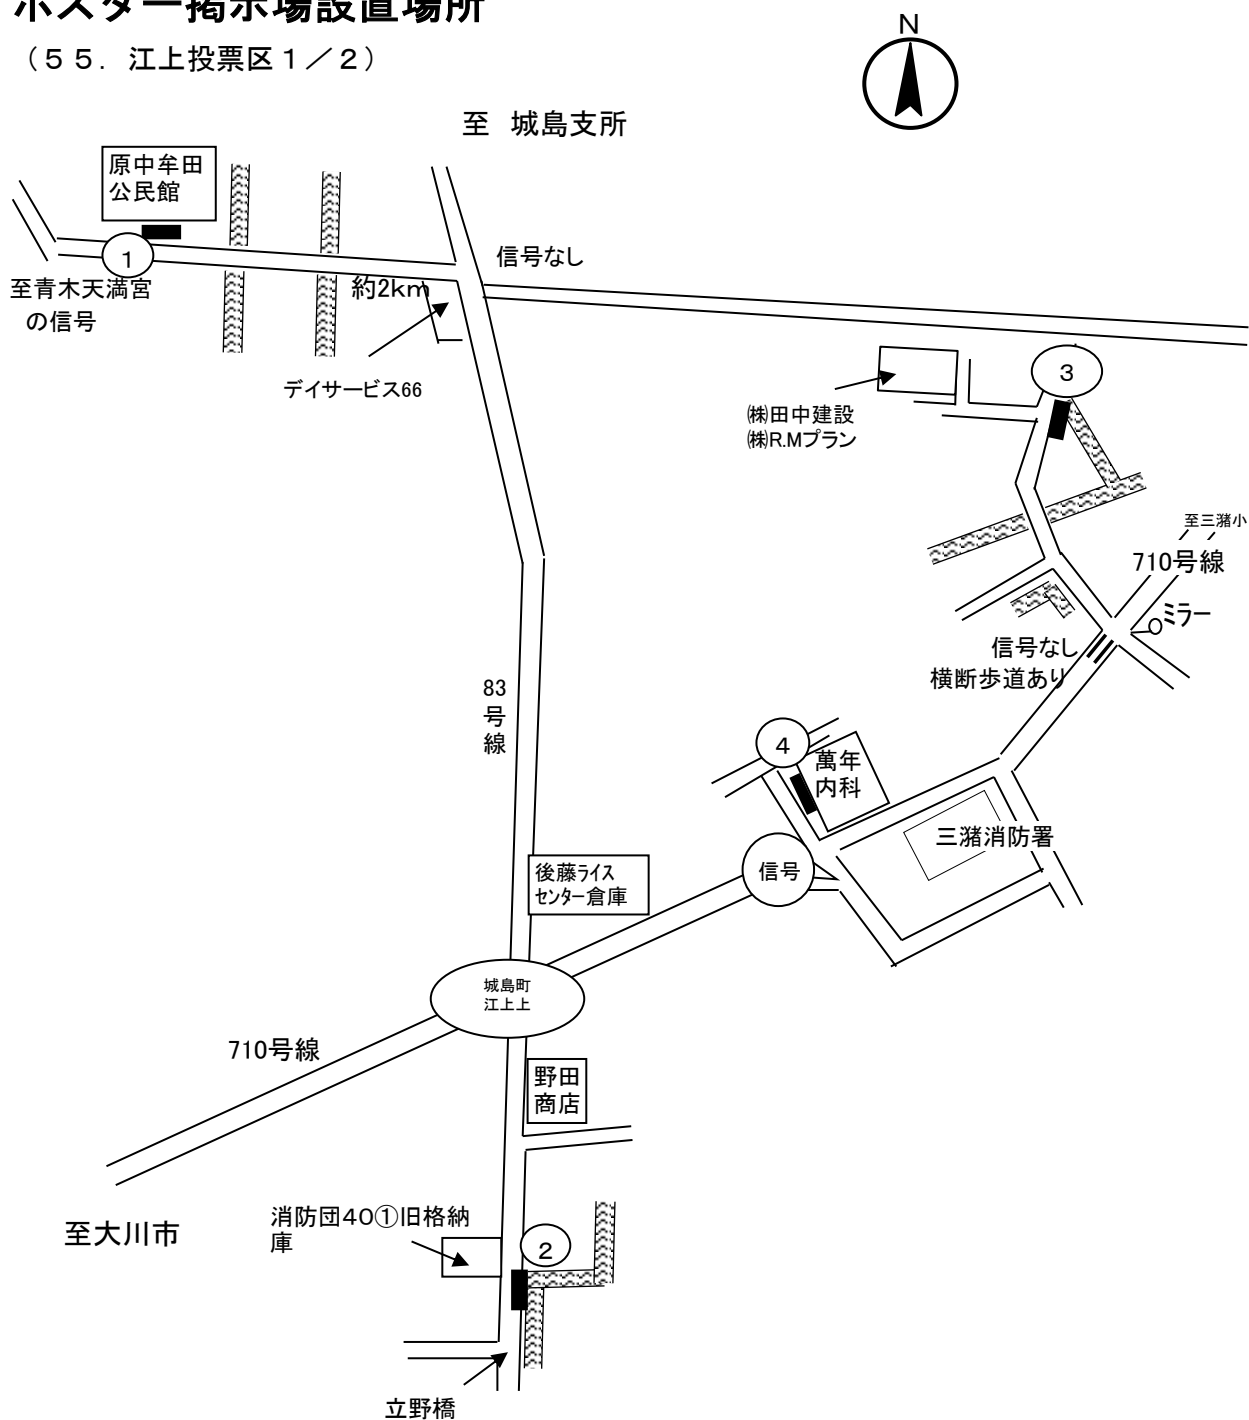 ポスター掲示場設置場所
（５５．江上投票区１／２）
N
至　城島支所
原中牟田
公民館
1
信号なし
至青木天満宮
の信号
約2km
デイサービス66
3
㈱田中建設
㈱R.Mプラン
至三潴小
710号線
ミラー
信号なし
横断歩道あり
83
号
線
4
萬年
内科
三潴消防署
後藤ライス
センター倉庫
信号
城島町
江上上
710号線
野田
商店
至大川市
消防団４０①旧格納
庫
2
立野橋